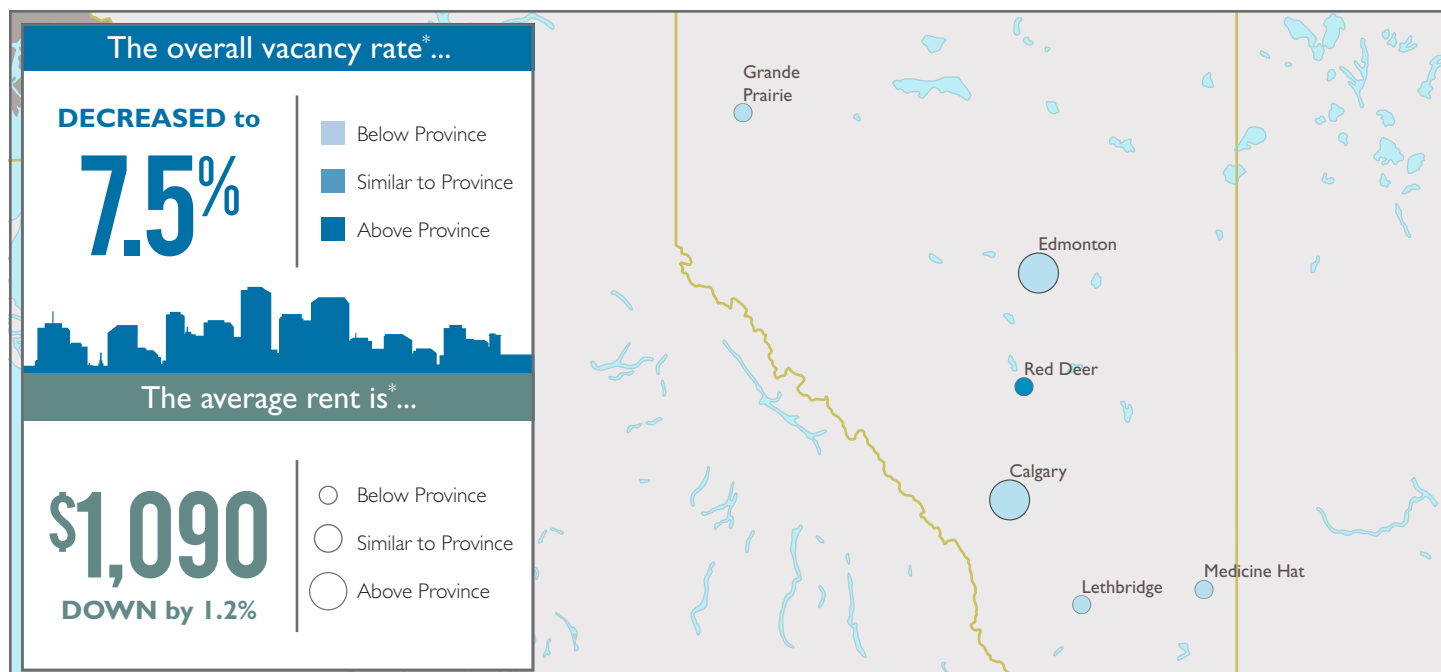 The overall vacancy rate*...
DECREASED to
7.5%
Below Province
Similar to Province
Above Province
The average rent is*...
$1,090
DOWN by 1.2%
Below Province
Similar to Province
Above Province
Grande
Prairie
Edmonton
Red Deer
Calgary
Lethbridge
Medicine Hat